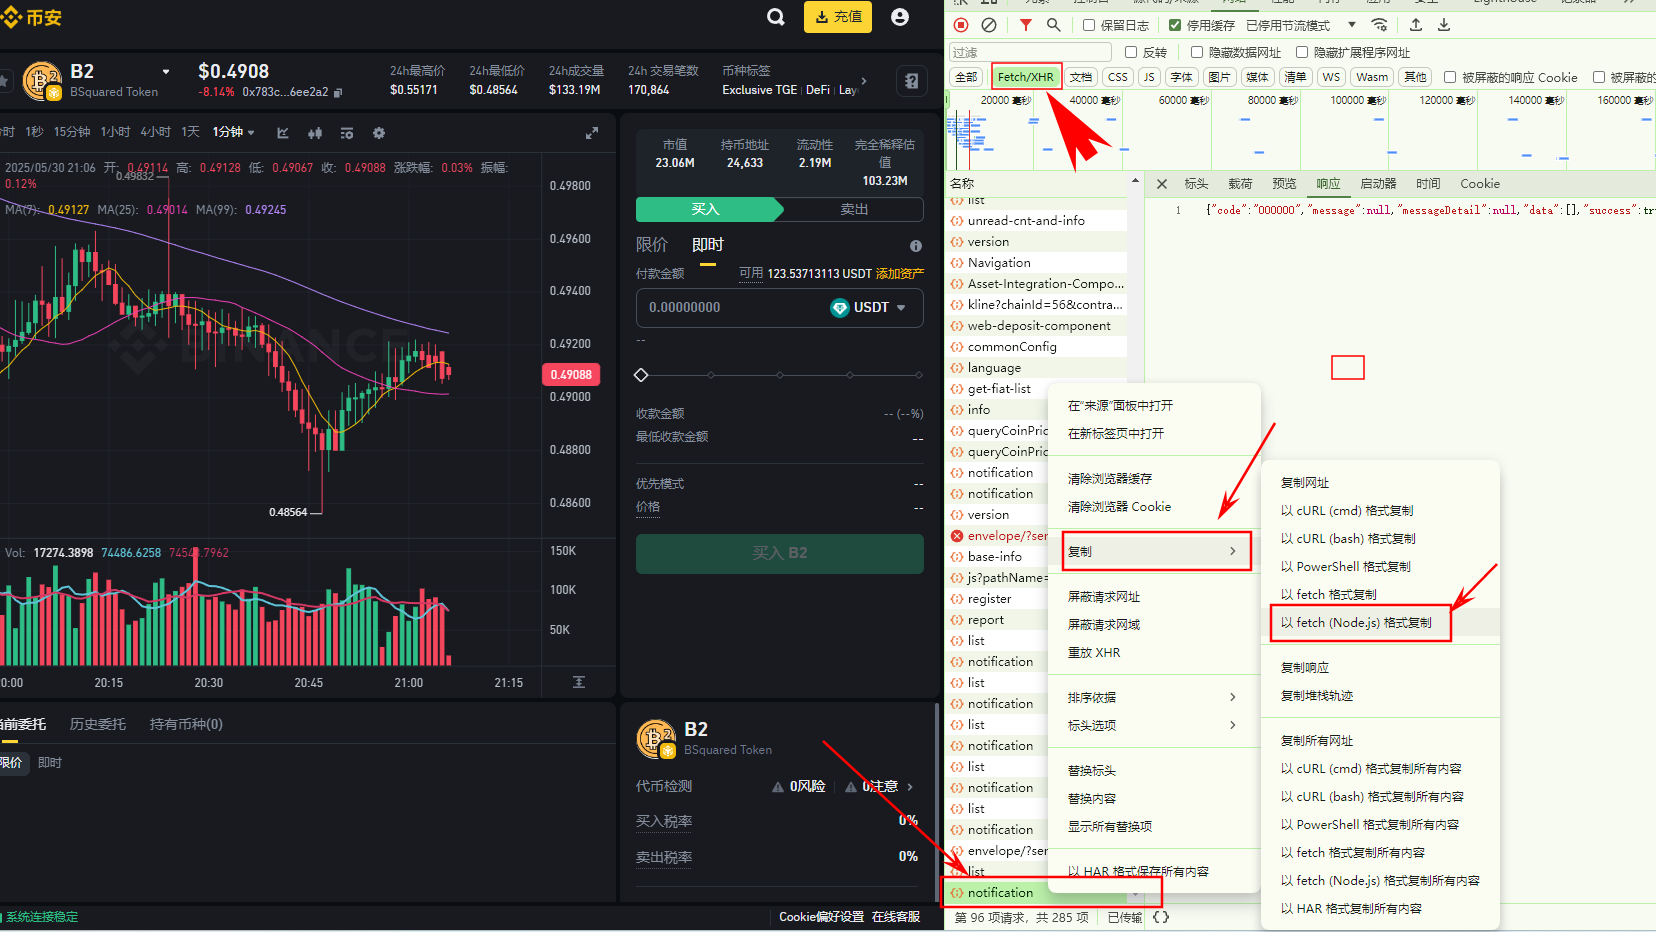 币安
充值
B2
BSquared Token
$0.4908
-8.14% 0x783c...6ee2a2
24h最高价
$0.55171
24h最低价
$0.48564
24h成交量
$133.19M
24h 交易笔数
170,864
币种标签
Exclusive TGE | DeFi | Lay
时 1秒 15分钟 1小时 4小时 1天 1分钟
2025/05/30 21:06 开: 0.49114 高: 0.49128 低: 0.49067 收: 0.49088 涨跌幅: 0.03% 振幅:
0.12%
0.49832
MA(7): 0.49127 MA(25): 0.49014 MA(99): 0.49245
0.49800
0.49600
0.49400
0.49200
0.49088
0.49000
0.48800
0.48600
BINANCE
0.48564
Vol: 17274.3898 74486.6258
150K
100K
50K
0:00 20:15 20:30 20:45 21:00 21:15
当前委托 历史委托 持有币种(0)
限价 即时
系统连接稳定
市值
23.06M
持币地址
24,633
流动性
2.19M
完全稀释估值
103.23M
买入 卖出
限价 即时
付款金额 可用 123.53713113 USDT 添加资产
0.00000000 USDT
--
收款金额 -- (--%)
最低收款金额 --
优先模式 --
价格 --
买入 B2
B2
BSquared Token
代币检测 0风险 0注意
买入税率 0%
卖出税率 0%
Cookie偏好设置 在线客服
Lighthouse
保留日志 停用缓存 已停用节流模式
过滤 反转 隐藏数据网址 隐藏扩展程序网址
全部 Fetch/XHR 文档 CSS JS 字体 图片 媒体 清单 WS Wasm 其他 被屏蔽的响应 Cookie 被屏蔽的
20000 毫秒 40000 毫秒 60000 毫秒 80000 毫秒 100000 毫秒 120000 毫秒 140000 毫秒 160000 毫秒
名称
标头 载荷 预览 响应 启动器 时间 Cookie
1 {"code":"000000","message":null,"messageDetail":null,"data":[],"success":tru
list
unread-cnt-and-info
version
Navigation
Asset-Integration-Compo...
kline?chainId=56&contra...
web-deposit-component
commonConfig
language
get-fiat-list
info
queryCoinPric
queryCoinPric
notification
notification
version
envelope/?ser
base-info
js?pathName=
register
report
list
notification
list
notification
list
notification
list
notification
list
notification
envelope/?ser
list
notification
第 96 项请求，共 285 项 已传输
在“来源”面板中打开
在新标签页中打开
清除浏览器缓存
清除浏览器 Cookie
复制
屏蔽请求网址
屏蔽请求网域
重放 XHR
排序依据
标头选项
替换标头
替换内容
显示所有替换项
以 HAR 格式保存所有内容
复制网址
以 cURL (cmd) 格式复制
以 cURL (bash) 格式复制
以 PowerShell 格式复制
以 fetch 格式复制
以 fetch (Node.js) 格式复制
复制响应
复制堆栈轨迹
复制所有网址
以 cURL (cmd) 格式复制所有内容
以 cURL (bash) 格式复制所有内容
以 PowerShell 格式复制所有内容
以 fetch 格式复制所有内容
以 fetch (Node.js) 格式复制所有内容
以 HAR 格式复制所有内容